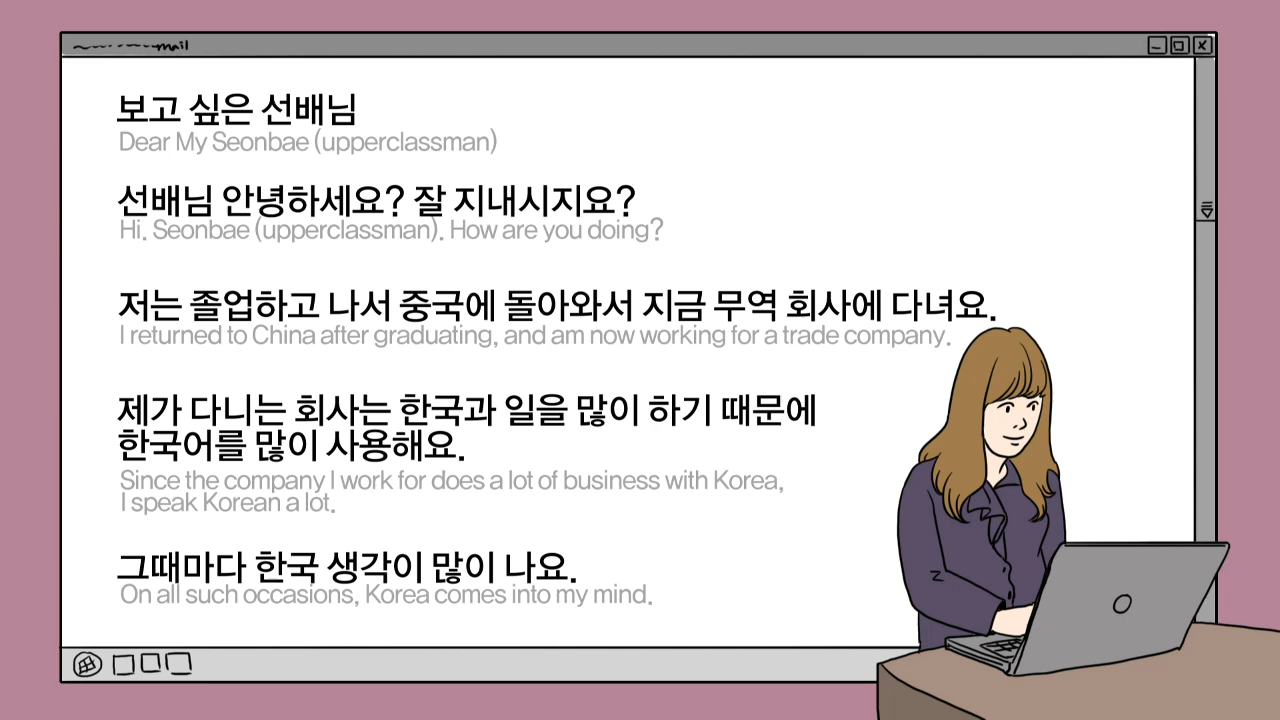 mail
보고 싶은 선배님
Dear My Seonbae (upperclassman)
선배님 안녕하세요? 잘 지내시지요?
Hi. Seonbae (upperclassman). How are you doing?
저는 졸업하고 나서 중국에 돌아와서 지금 무역 회사에 다녀요.
I returned to China after graduating, and am now working for a trade company.
제가 다니는 회사는 한국과 일을 많이 하기 때문에
한국어를 많이 사용해요.
Since the company I work for does a lot of business with Korea,
I speak Korean a lot.
그때마다 한국 생각이 많이 나요.
On all such occasions, Korea comes into my mind.